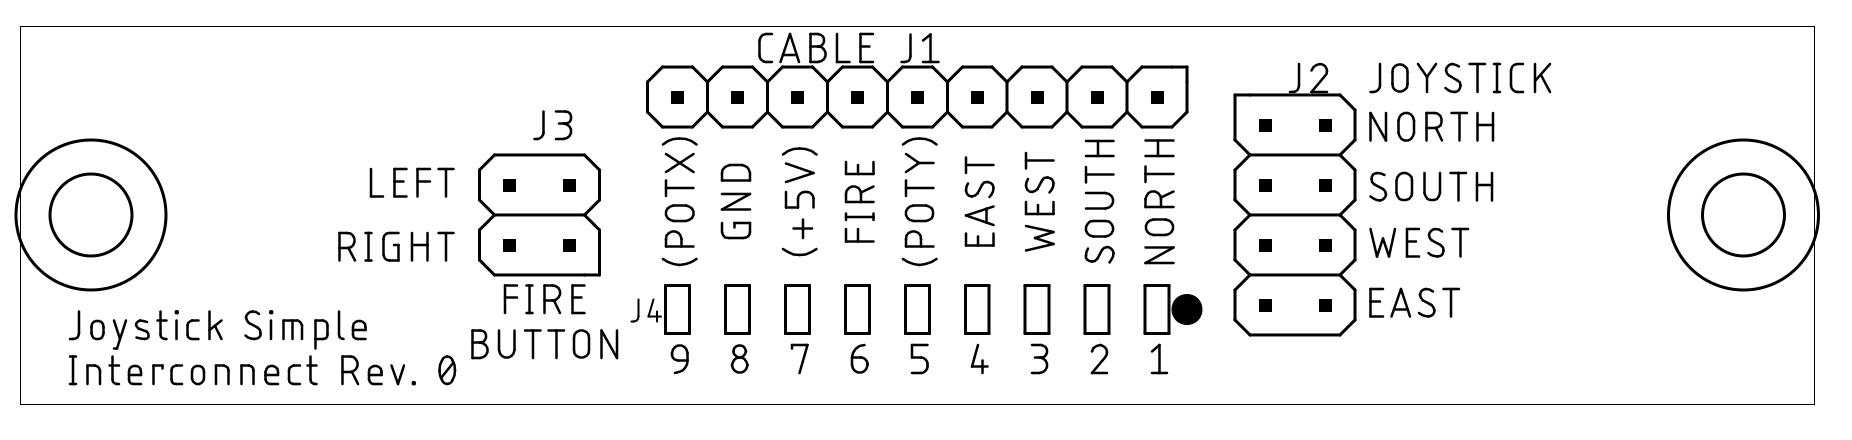 CABLE J1
J2 JOYSTICK
NORTH
SOUTH
WEST
EAST
J3
LEFT
RIGHT
FIRE
BUTTON
(POTX)
GND
(+5V)
FIRE
(POTY)
EAST
WEST
SOUTH
NORTH
J4
9 8 7 6 5 4 3 2 1
Joystick Simple
Interconnect Rev. 0